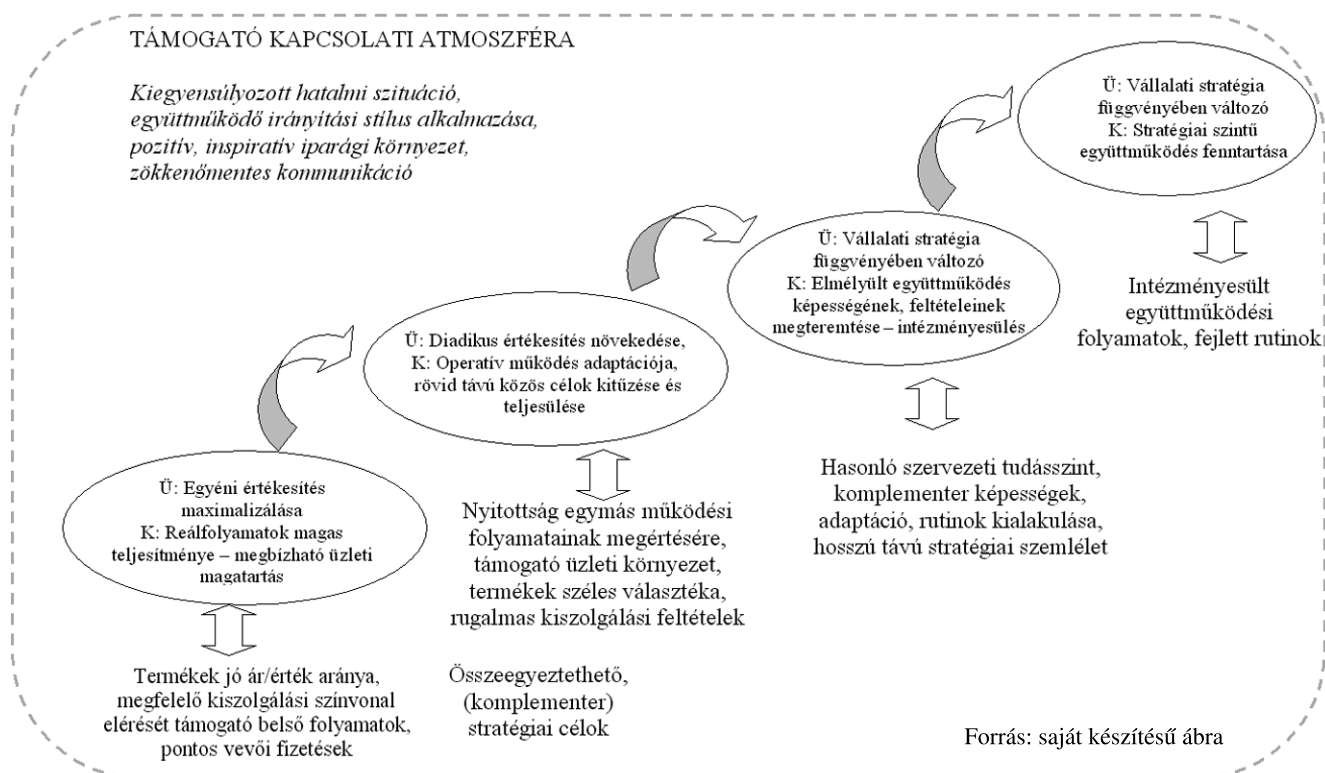 TÁMOGATÓ KAPCSOLATI ATMOSZFÉRA
Kiegyensúlyozott hatalmi szituáció,
együttműködő irányítási stílus alkalmazása,
pozitív, inspiratív iparági környezet,
zökkenőmentes kommunikáció
Ü: Vállalati stratégia
függvényében változó
K: Stratégiai szintű
együttműködés fenntartása
Intézményesült
együttműködési
folyamatok, fejlett rutinok
Ü: Vállalati stratégia
függvényében változó
K: Elmélyült együttműködés
képességének, feltételeinek
megteremtése – intézményesülés
Hasonló szervezeti tudásszint,
komplementer képességek,
adaptáció, rutinok kialakulása,
hosszú távú stratégiai szemlélet
Ü: Diadikus értékesítés növekedése,
K: Operatív működés adaptációja,
rövid távú közös célok kitűzése és
teljesülése
Nyitottság egymás működési
folyamatainak megértésére,
támogató üzleti környezet,
termékek széles választéka,
rugalmas kiszolgálási feltételek
Összeegyeztethető,
(komplementer)
stratégiai célok
Ü: Egyéni értékesítés
maximalizálása
K: Reálfolyamatok magas
teljesítménye – megbízható üzleti
magatartás
Termékek jó ár/érték aránya,
megfelelő kiszolgálási színvonal
elérését támogató belső folyamatok,
pontos vevői fizetések
Forrás: saját készítésű ábra